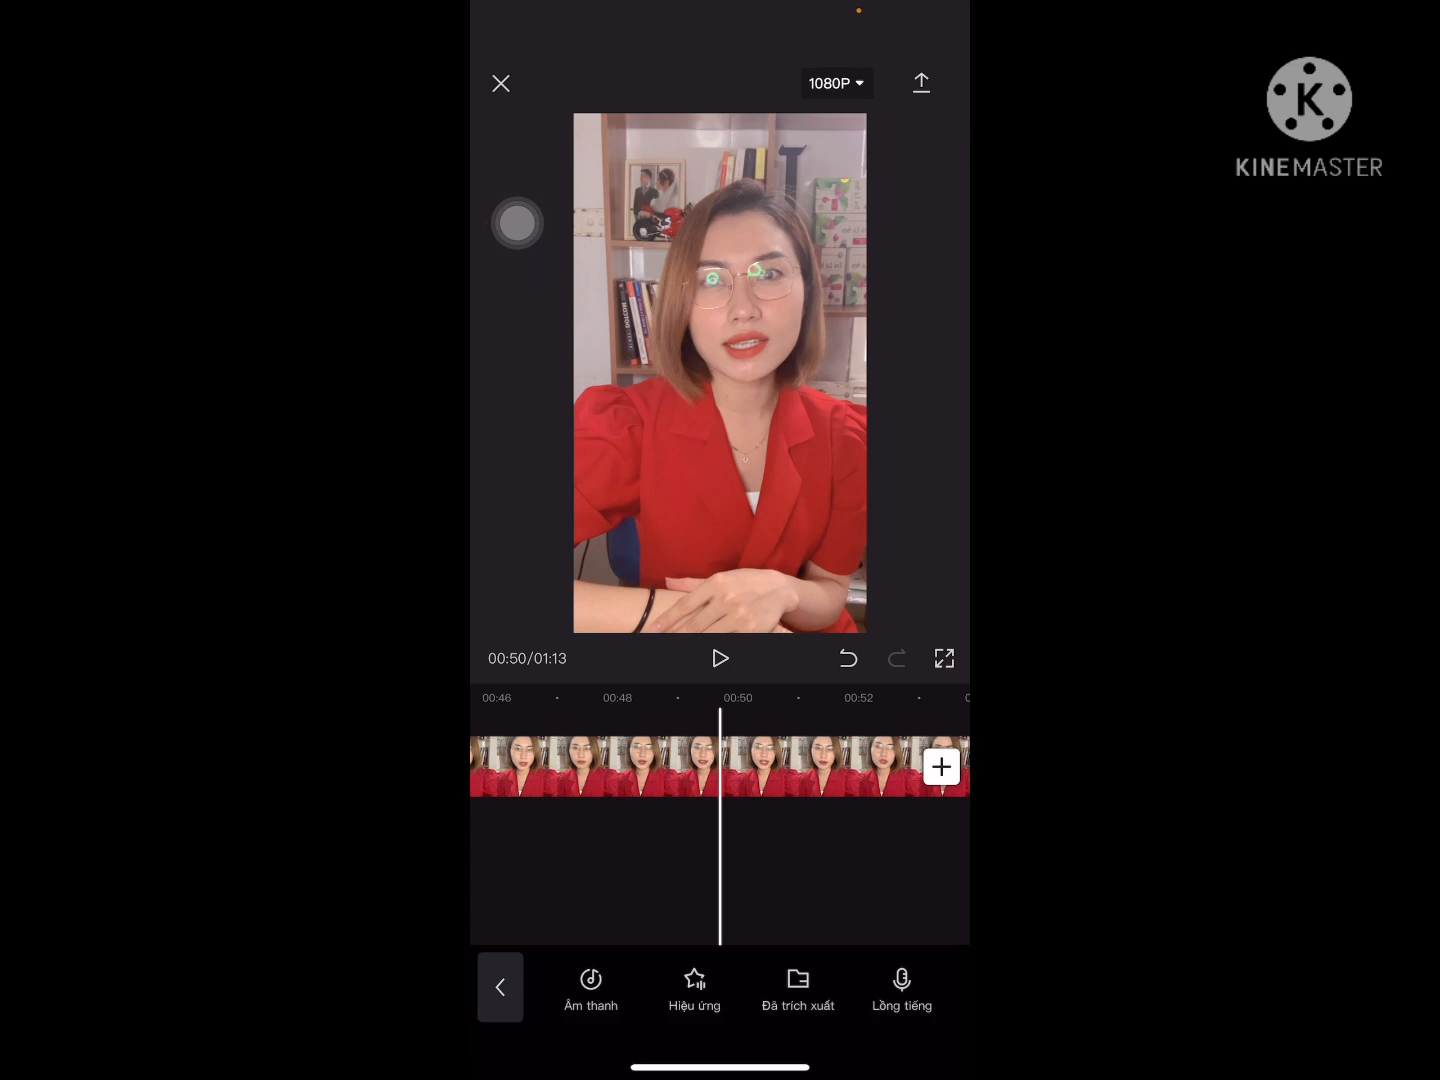 1080P
KINEMASTER
00:50/01:13
00:46
00:48
00:50
00:52
Âm thanh
Hiệu ứng
Đã trích xuất
Lồng tiếng